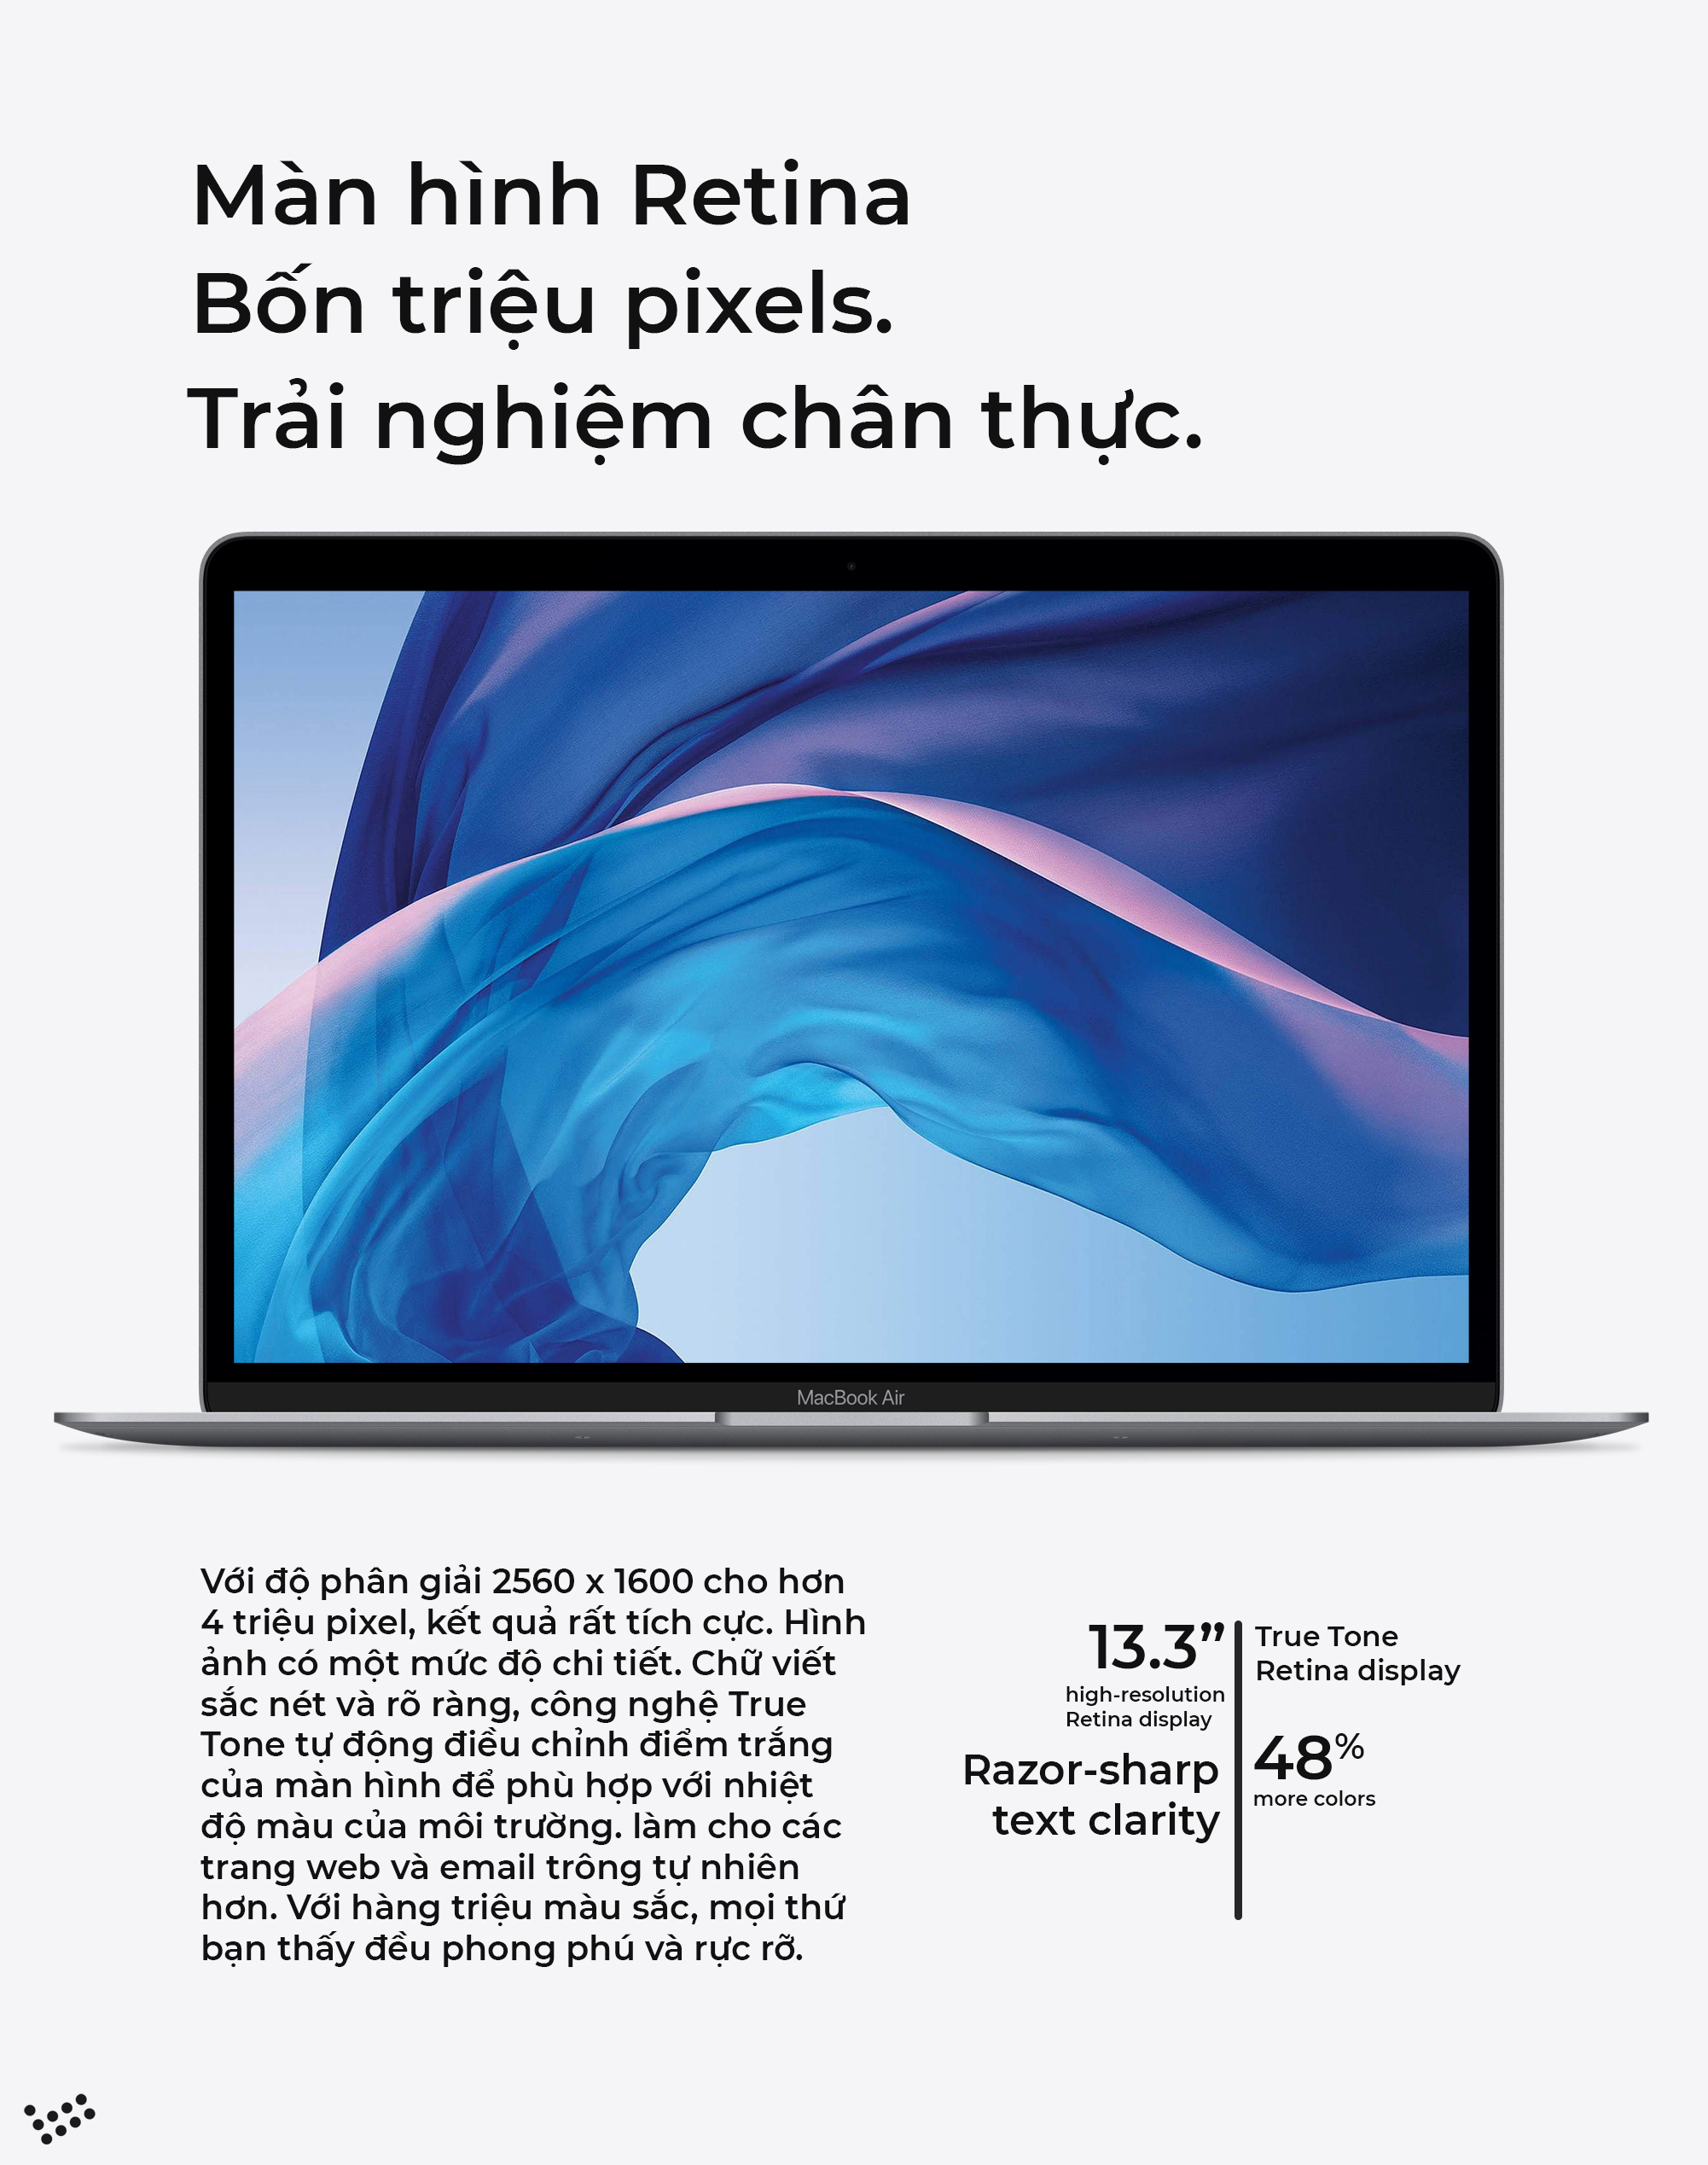 Màn hình Retina
Bốn triệu pixels.
Trải nghiệm chân thực.
MacBook Air
Với độ phân giải 2560 x 1600 cho hơn
4 triệu pixel, kết quả rất tích cực. Hình
ảnh có một mức độ chi tiết. Chữ viết
sắc nét và rõ ràng, công nghệ True
Tone tự động điều chỉnh điểm trắng
của màn hình để phù hợp với nhiệt
độ màu của môi trường. làm cho các
trang web và email trông tự nhiên
hơn. Với hàng triệu màu sắc, mọi thứ
bạn thấy đều phong phú và rực rỡ.
13.3”
high-resolution
Retina display
Razor-sharp
text clarity
True Tone
Retina display
48%
more colors